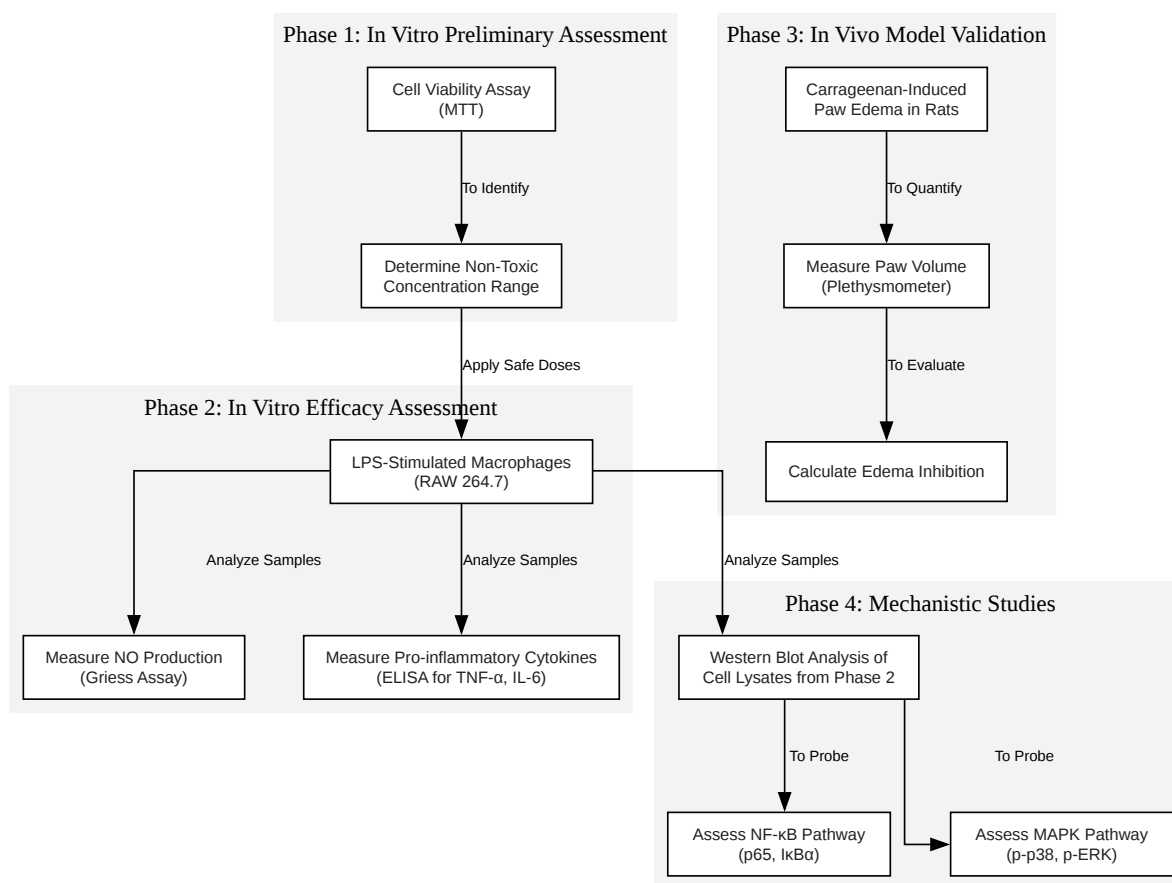 Phase 1: In Vitro Preliminary Assessment
Cell Viability Assay
(MTT)
To Identify
Determine Non-Toxic
Concentration Range
Apply Safe Doses
Phase 2: In Vitro Efficacy Assessment
LPS-Stimulated Macrophages
(RAW 264.7)
Analyze Samples
Analyze Samples
Analyze Samples
Measure NO Production
(Griess Assay)
Measure Pro-inflammatory Cytokines
(ELISA for TNF-α, IL-6)
Phase 3: In Vivo Model Validation
Carrageenan-Induced
Paw Edema in Rats
To Quantify
Measure Paw Volume
(Plethysmometer)
To Evaluate
Calculate Edema Inhibition
Phase 4: Mechanistic Studies
Western Blot Analysis of
Cell Lysates from Phase 2
To Probe
To Probe
Assess NF-κB Pathway
(p65, IκBα)
Assess MAPK Pathway
(p-p38, p-ERK)